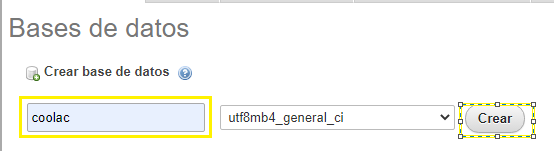 Bases de datos
Crear base de datos
coolac utf8mb4_general_ci Crear